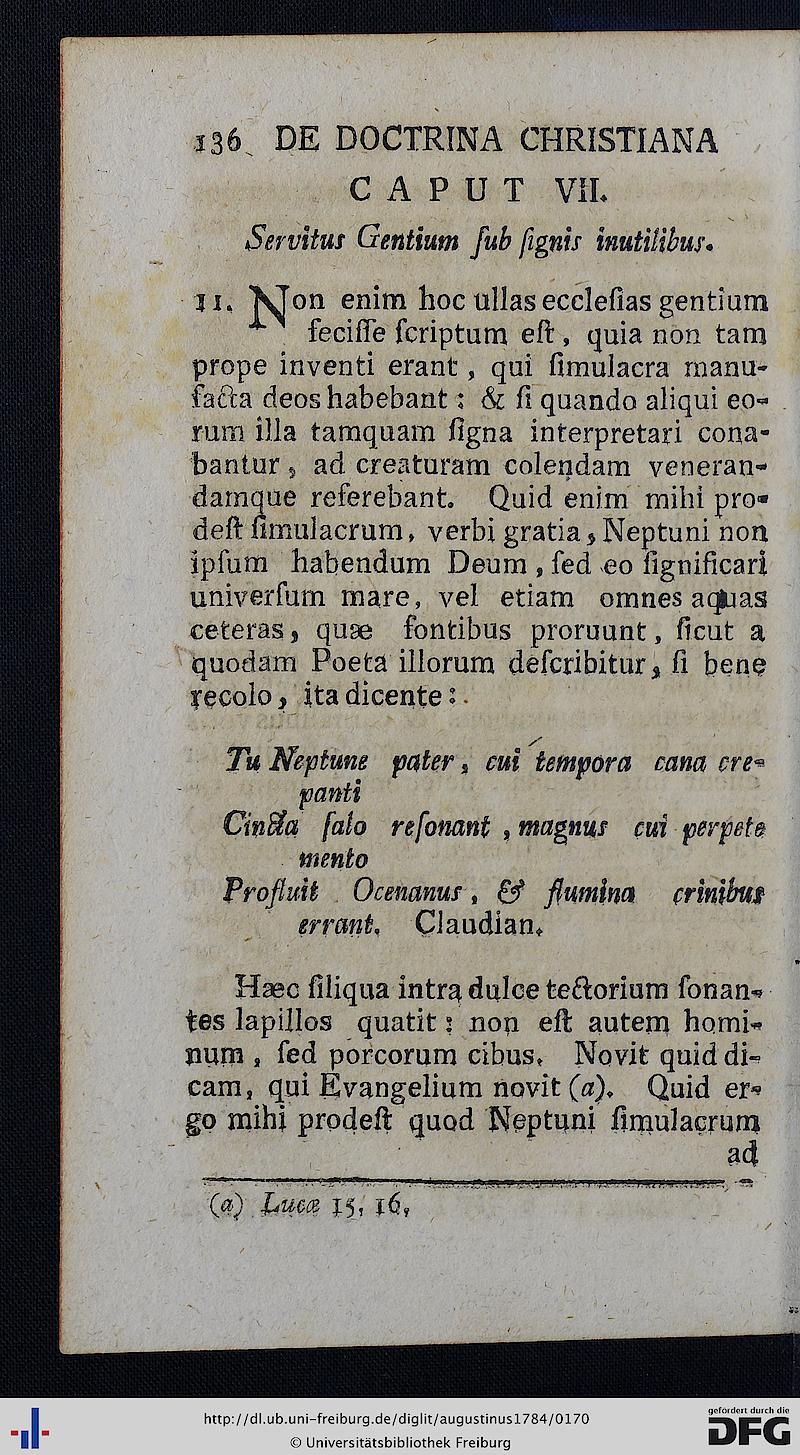 136. DE DOCTRINA CHRISTIANA
CAPUT VII.
Servitus Gentium ſub ſignis inutilibus.
11. Non enim hoc ullas eccleſias gentium
feciſſe ſcriptum eſt, quia non tam
prope inventi erant, qui ſimulacra manu-
facta deos habebant: & ſi quando aliqui eo-
rum illa tamquam ſigna interpretari cona-
bantur, ad creaturam colendam veneran-
damque referebant. Quid enim mihi pro-
deſt ſimulacrum, verbi gratia, Neptuni non
ipſum habendum Deum, ſed eo ſignificari
univerſum mare, vel etiam omnes aquas
ceteras, quæ fontibus proruunt, ſicut a
quodam Poeta illorum deſcribitur, ſi bene
recolo, ita dicente:
Tu Neptune pater, cui tempora cana cre-
panti
Cincta ſalo reſonant, magnus cui perpete
mento
Profluit Ocenanus, & flumina crinibus
errant. Claudian.
Hæc ſiliqua intra dulce tectorium ſonan-
tes lapillos quatit: non eſt autem homi-
num, ſed porcorum cibus. Novit quid di-
cam, qui Evangelium novit (a). Quid er-
go mihi prodeſt quod Neptuni ſimulacrum
ad
(a) Lucæ 15, 16,
http://dl.ub.uni-freiburg.de/diglit/augustinus1784/0170
© Universitätsbibliothek Freiburg
gefördert durch die
DFG